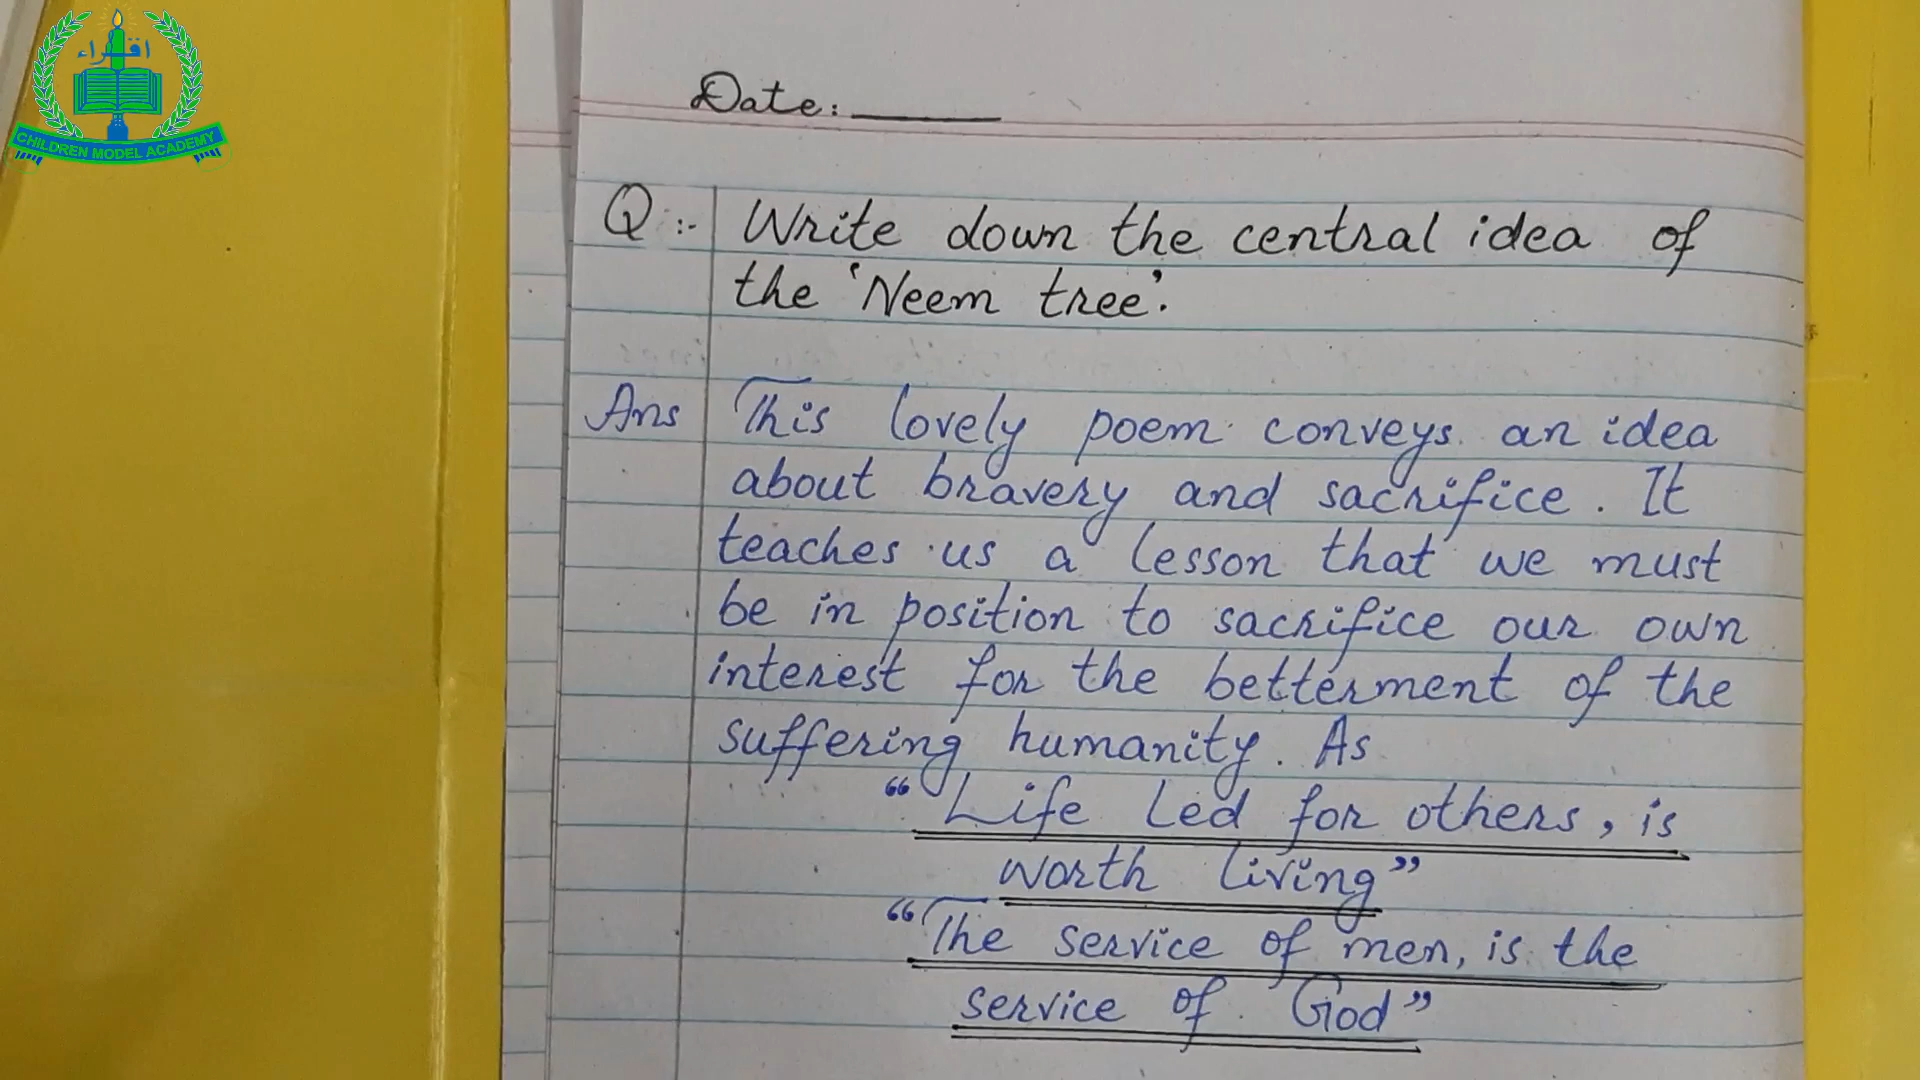 اقراء
CHILDREN MODEL ACADEMY
Date:______
Q:- Write down the central idea of
the 'Neem tree'.
Ans This lovely poem conveys an idea
about bravery and sacrifice. It
teaches us a lesson that we must
be in position to sacrifice our own
interest for the betterment of the
suffering humanity. As
“Life Led for others, is
worth living”
“The service of men, is the
service of God”